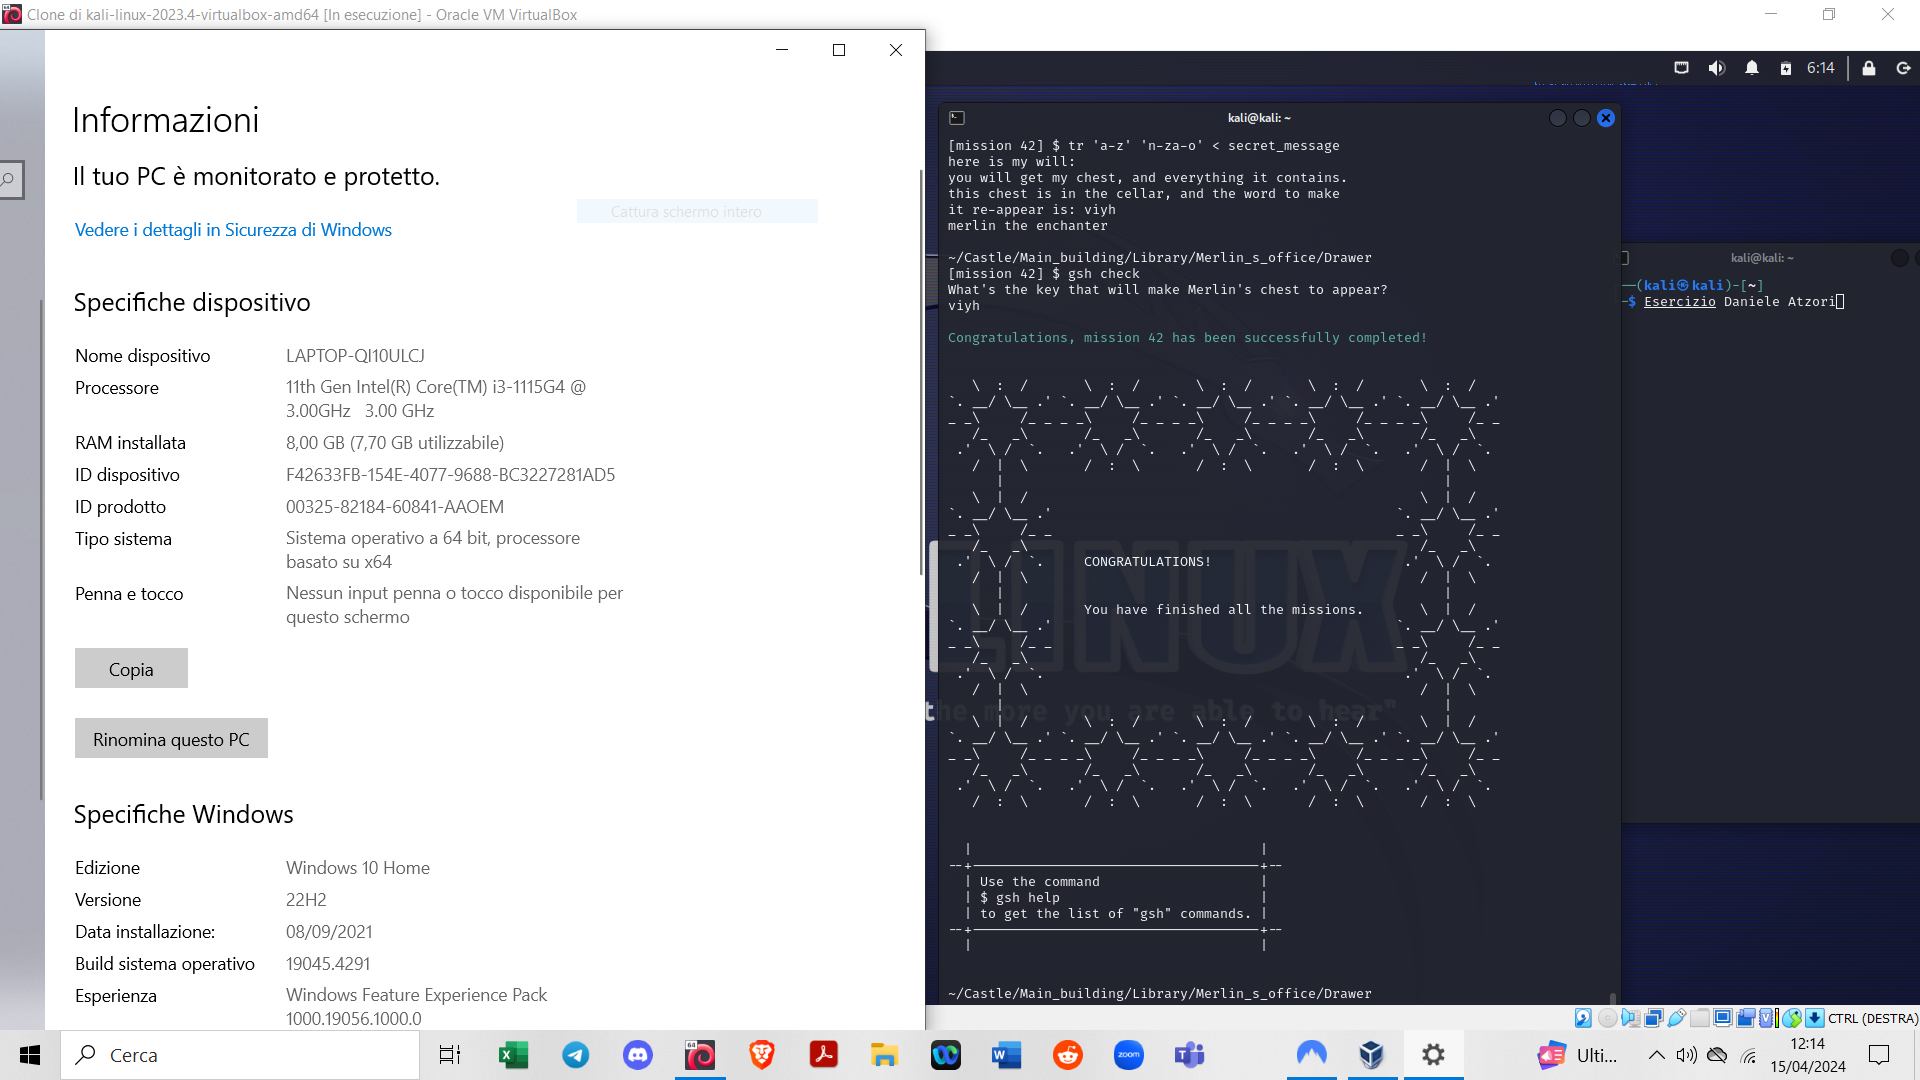 Clone di kali-linux-2023.4-virtualbox-amd64 [In esecuzione] - Oracle VM VirtualBox
Informazioni
Il tuo PC è monitorato e protetto.
Cattura schermo intero
Vedere i dettagli in Sicurezza di Windows
Specifiche dispositivo
Nome dispositivo LAPTOP-QI10ULCJ
Processore 11th Gen Intel(R) Core(TM) i3-1115G4 @
3.00GHz 3.00 GHz
RAM installata 8,00 GB (7,70 GB utilizzabile)
ID dispositivo F42633FB-154E-4077-9688-BC3227281AD5
ID prodotto 00325-82184-60841-AAOEM
Tipo sistema Sistema operativo a 64 bit, processore
basato su x64
Penna e tocco Nessun input penna o tocco disponibile per
questo schermo
Copia
Rinomina questo PC
Specifiche Windows
Edizione Windows 10 Home
Versione 22H2
Data installazione: 08/09/2021
Build sistema operativo 19045.4291
Esperienza Windows Feature Experience Pack
1000.19056.1000.0
6:14
kali@kali: ~
[mission 42] $ tr 'a-z' 'n-za-o' < secret_message
here is my will:
you will get my chest, and everything it contains.
this chest is in the cellar, and the word to make
it re-appear is: viyh
merlin the enchanter
~/Castle/Main_building/Library/Merlin_s_office/Drawer
[mission 42] $ gsh check
What's the key that will make Merlin's chest to appear?
viyh
Congratulations, mission 42 has been successfully completed!
CONGRATULATIONS!
You have finished all the missions.
LINUX
the more you are able to hear"
Use the command
$ gsh help
to get the list of "gsh" commands.
~/Castle/Main_building/Library/Merlin_s_office/Drawer
kali@kali: ~
(kali㉿kali)-[~]
$ Esercizio Daniele Atzori
CTRL (DESTRA)
Cerca
zoom
Ulti...
12:14
15/04/2024